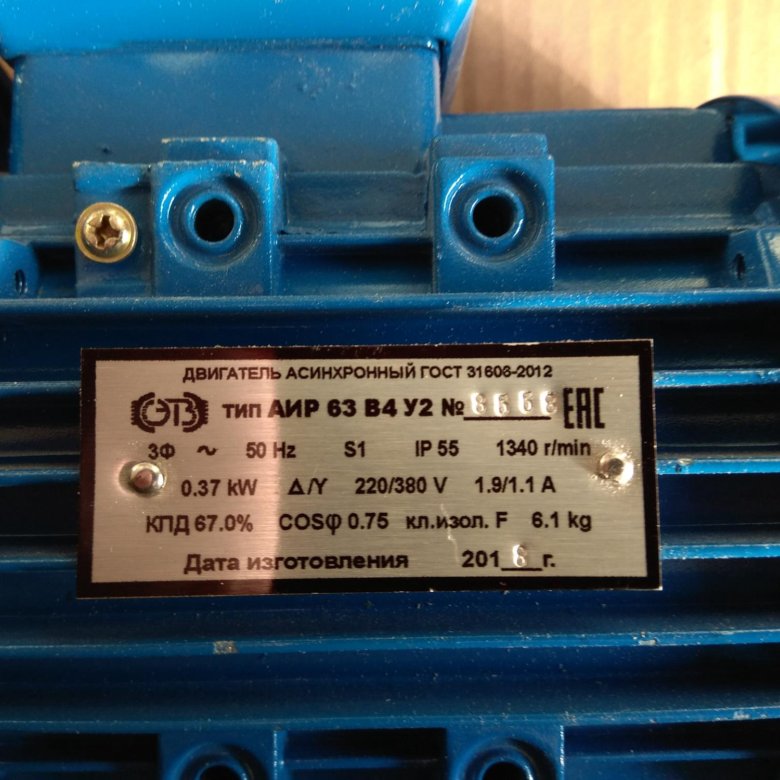 ДВИГАТЕЛЬ АСИНХРОННЫЙ ГОСТ 31606-2012
ЭТЗ тип АИР 63 В4 У2 № EAC
3Ф ~ 50 Hz S1 IP 55 1340 r/min
0.37 kW Δ/Y 220/380 V 1.9/1.1 A
КПД 67.0% COSφ 0.75 кл.изол. F 6.1 kg
Дата изготовления 201 г.